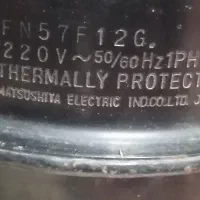 FN57F12G.
220V~50/60Hz1PH
THERMALLY PROTECT
MATSUSHITA ELECTRIC IND.CO.LTD.